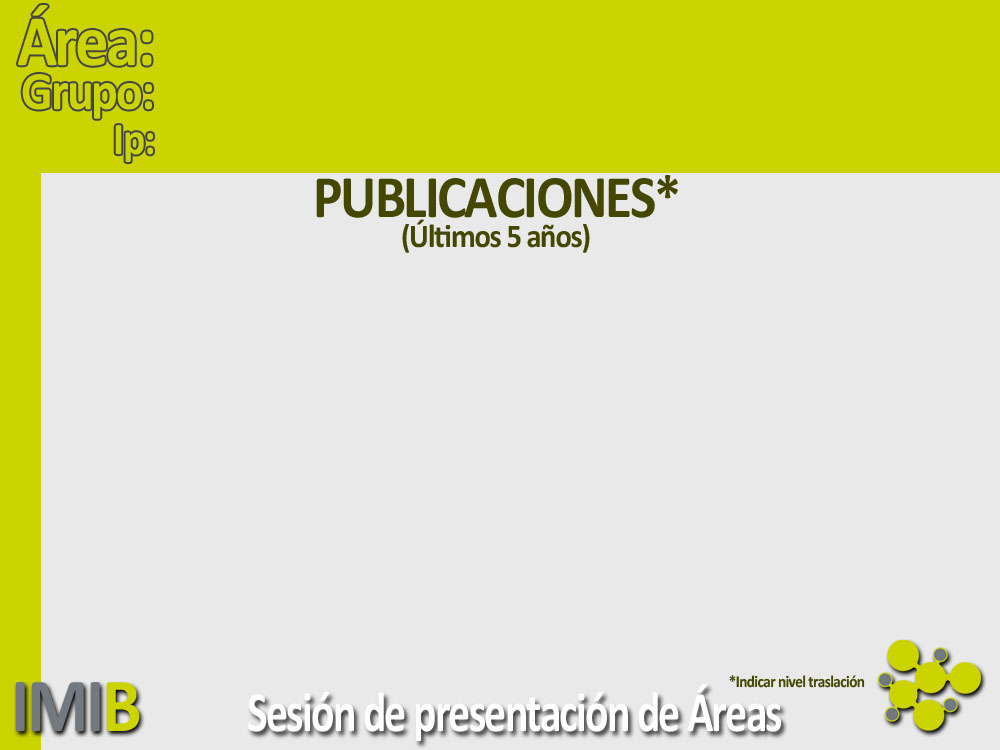 Área:
Grupo:
Ip:
PUBLICACIONES*
(Últimos 5 años)
*Indicar nivel traslación
IMIB
Sesión de presentación de Áreas